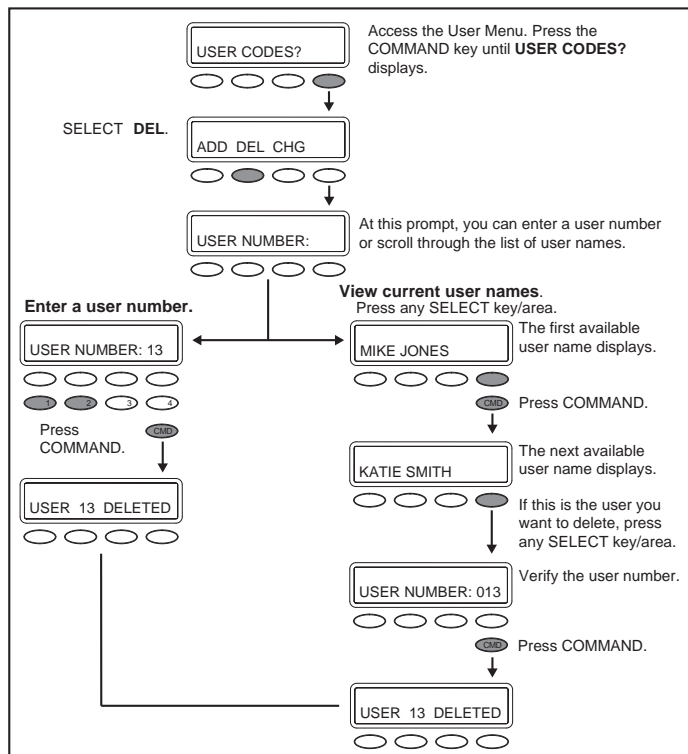 Access the User Menu. Press the
COMMAND key until USER CODES?
displays.
USER CODES?
SELECT DEL.
ADD DEL CHG
At this prompt, you can enter a user number
or scroll through the list of user names.
USER NUMBER:
Enter a user number.
View current user names.
Press any SELECT key/area.
USER NUMBER: 13
1 2 3 4
Press
COMMAND.
CMD
USER 13 DELETED
The first available
user name displays.
MIKE JONES
CMD
Press COMMAND.
The next available
user name displays.
KATIE SMITH
If this is the user you
want to delete, press
any SELECT key/area.
Verify the user number.
USER NUMBER: 013
CMD
Press COMMAND.
USER 13 DELETED